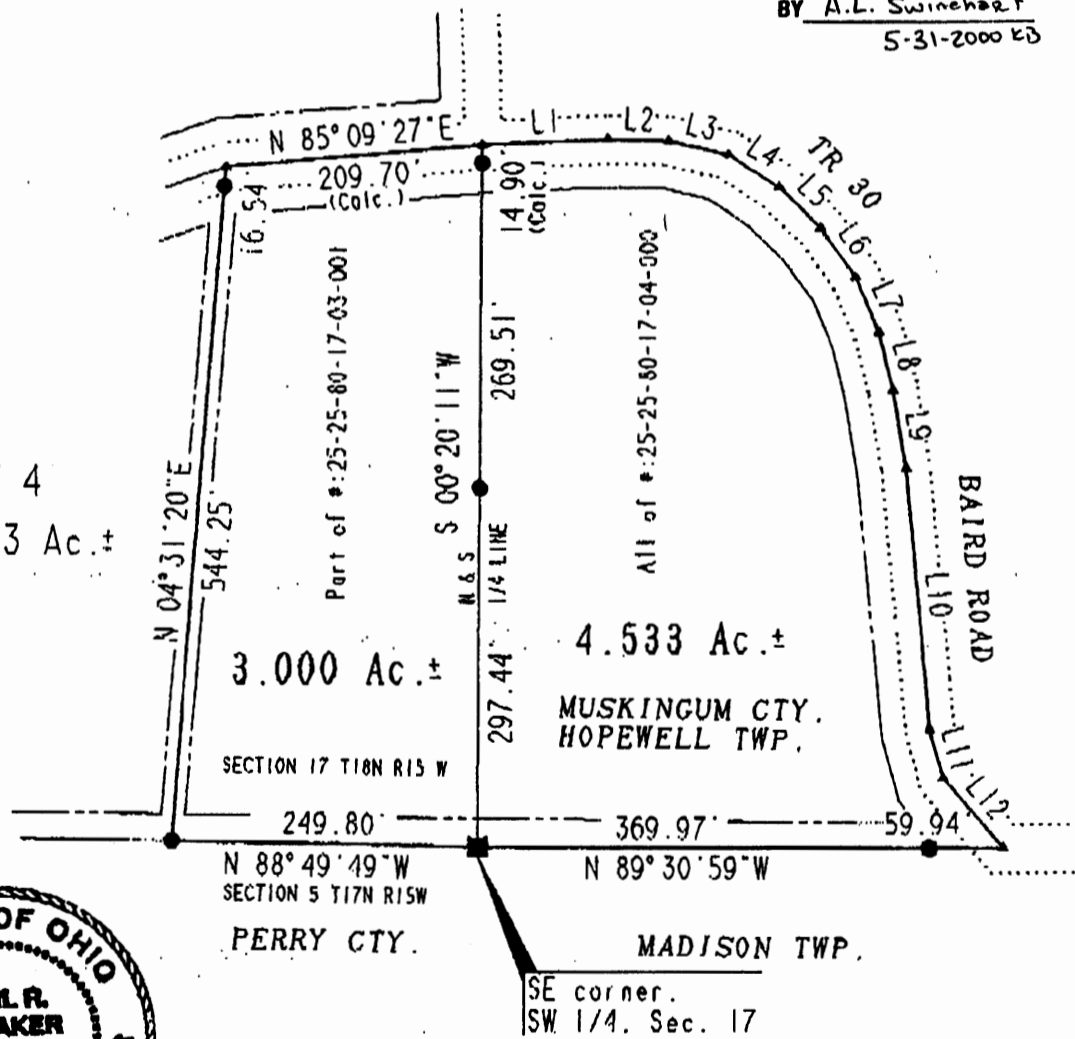 BY A.L. Swinehart
5-31-2000 KB
N 85° 09' 27" E
209.70'
(Calc.)
16.54
14.90
(Calc.)
L1
L2
L3
L4
L5
L6
L7
L8
L9
L10
L11
L12
TR 30
BAIRD ROAD
N 04° 31' 20" E
544.25'
Part of #:25-25-80-17-03-001
S 00° 20' 11" W
269.51'
N & S 1/4 LINE
297.44'
All of #:25-25-80-17-04-000
4
3 Ac.±
3.000 Ac.±
4.533 Ac.±
MUSKINGUM CTY.
HOPEWELL TWP.
SECTION 17 T18N R15 W
249.80'
369.97'
59.94
N 88° 49' 49" W
N 89° 30' 59" W
SECTION 5 T17N R15W
PERRY CTY.
MADISON TWP.
SE corner.
SW 1/4. Sec. 17
OF OHIO
R.
AKER